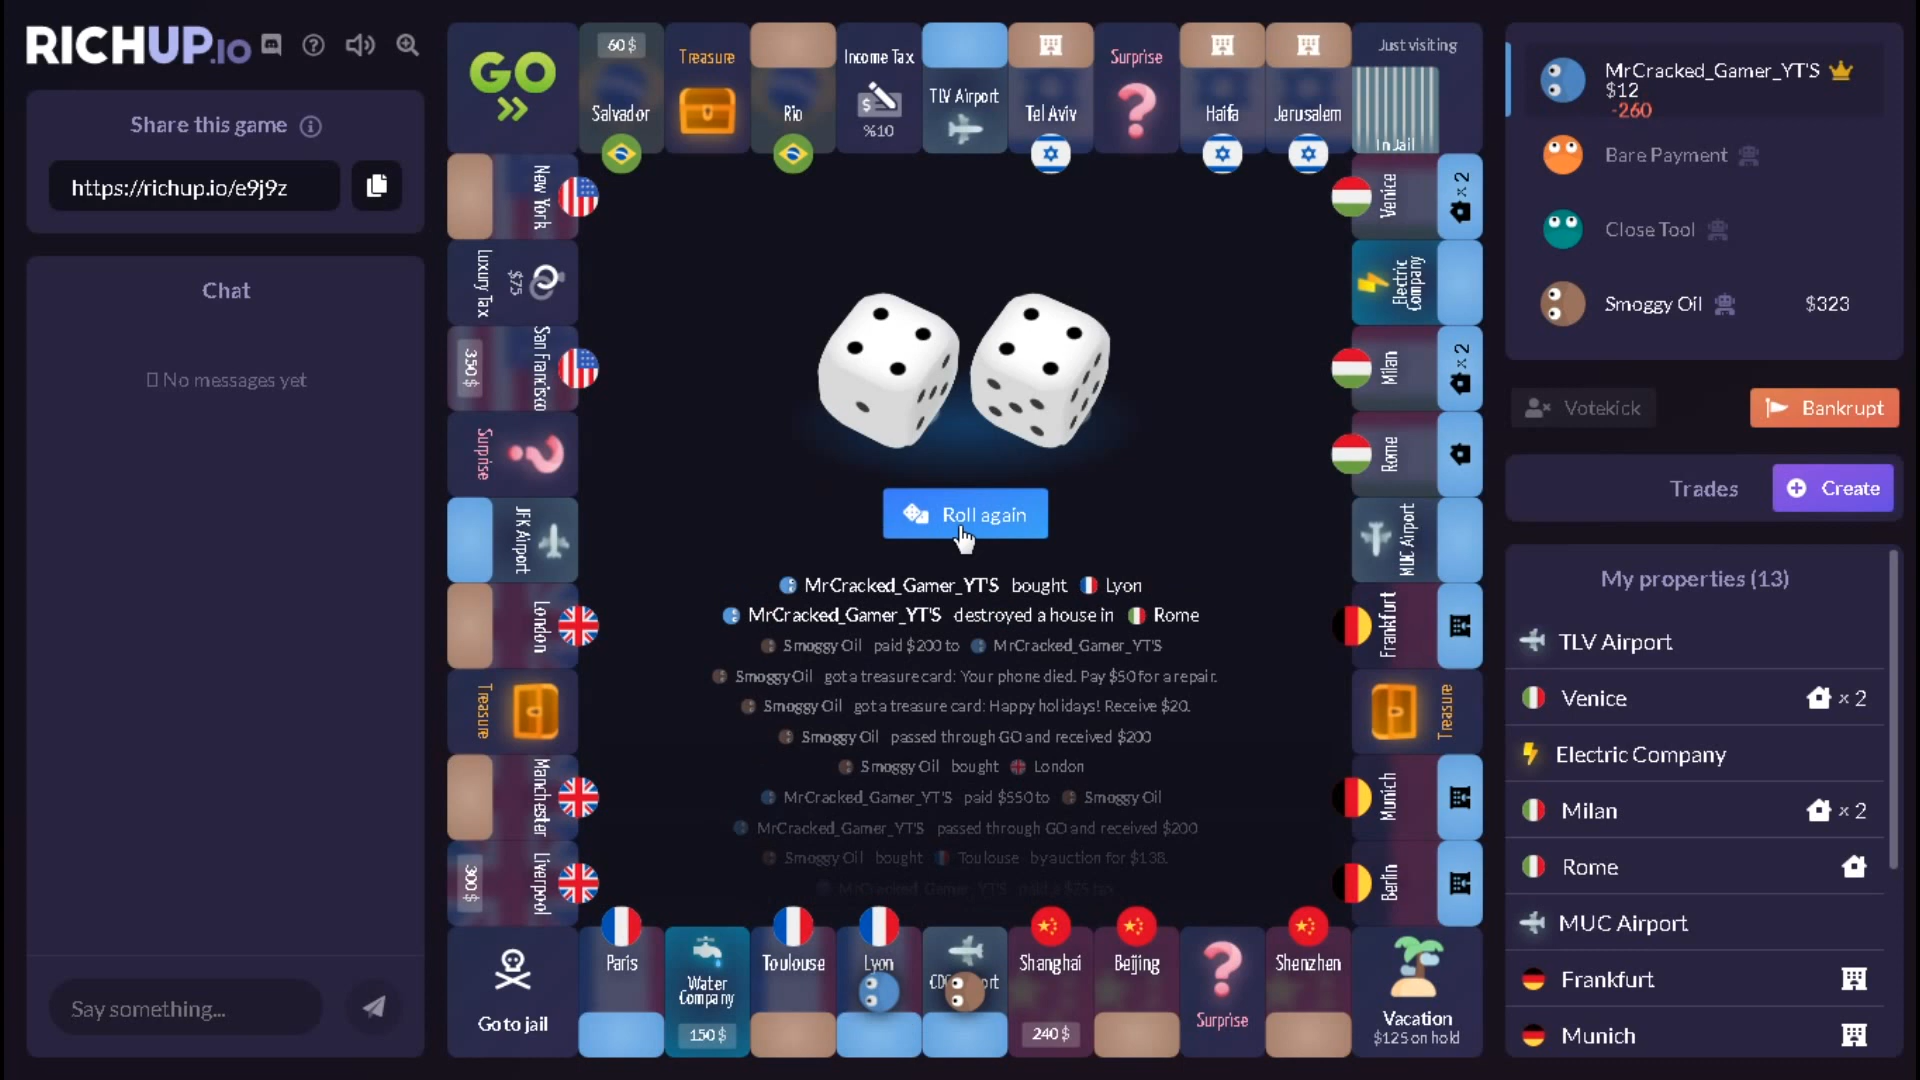 RICHUP.IO
Share this game
https://richup.io/e9j9z
Chat
No messages yet
Say something...
GO
60 $
Salvador
Treasure
Rio
Income Tax
%10
TLV Airport
Tel Aviv
Surprise
Haifa
Jerusalem
Just visiting
In Jail
New York
Luxury Tax
$75
San Francisco
350 $
Surprise
JFK Airport
London
Treasure
Manchester
Liverpool
300 $
Venice
x 2
Electric
Company
Milan
x 2
Rome
MUC Airport
Frankfurt
Treasure
Munich
Berlin
Roll again
MrCracked_Gamer_YT'S bought Lyon
MrCracked_Gamer_YT'S destroyed a house in Rome
Smoggy Oil paid $200 to MrCracked_Gamer_YT'S
Smoggy Oil got a treasure card: Your phone died. Pay $50 for a repair.
Smoggy Oil got a treasure card: Happy holidays! Receive $20.
Smoggy Oil passed through GO and received $200
Smoggy Oil bought London
MrCracked_Gamer_YT'S paid $550 to Smoggy Oil
MrCracked_Gamer_YT'S passed through GO and received $200
Smoggy Oil bought Toulouse by auction for $138.
MrCracked_Gamer_YT'S paid a $75 tax
Go to jail
Paris
Water
Company
150 $
Toulouse
Lyon
Shanghai
240 $
Beijing
Surprise
Shenzhen
Vacation
$125 on hold
MrCracked_Gamer_YT'S
$12
-260
Bare Payment
Close Tool
Smoggy Oil $323
Votekick
Bankrupt
Trades
Create
My properties (13)
TLV Airport
Venice x 2
Electric Company
Milan x 2
Rome
MUC Airport
Frankfurt
Munich